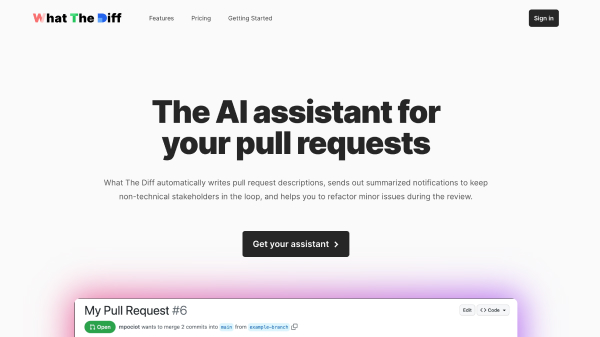 What The Diff
Features
Pricing
Getting Started
Sign in
The AI assistant for
your pull requests
What The Diff automatically writes pull request descriptions, sends out summarized notifications to keep
non-technical stakeholders in the loop, and helps you to refactor minor issues during the review.
Get your assistant
My Pull Request #6
Edit
Code
Open
mpociot wants to merge 2 commits into main from example-branch